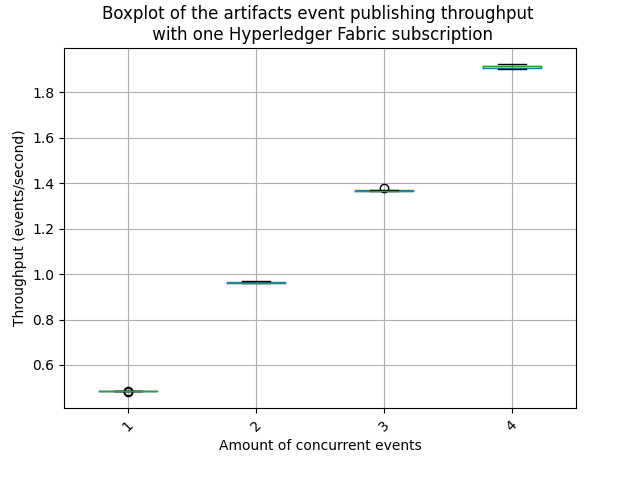 Boxplot of the artifacts event publishing throughput
with one Hyperledger Fabric subscription
1.8
1.6
1.4
1.2
1.0
0.8
0.6
Throughput (events/second)
1
2
3
4
Amount of concurrent events